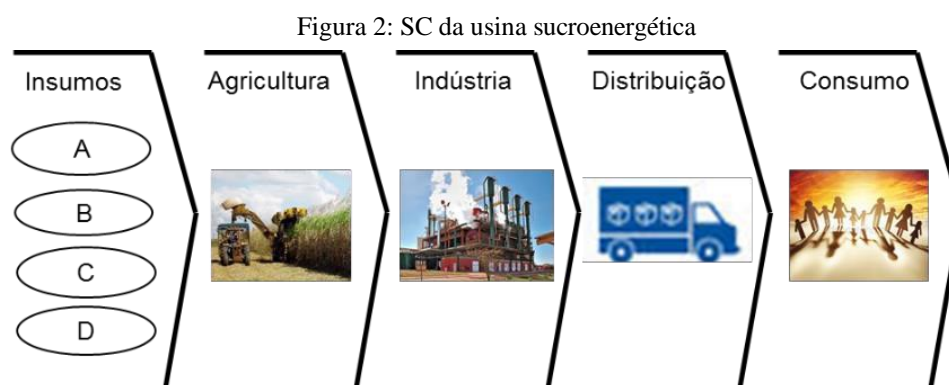 Figura 2: SC da usina sucroenergética
Insumos
Agricultura
Indústria
Distribuição
Consumo
A
B
C
D